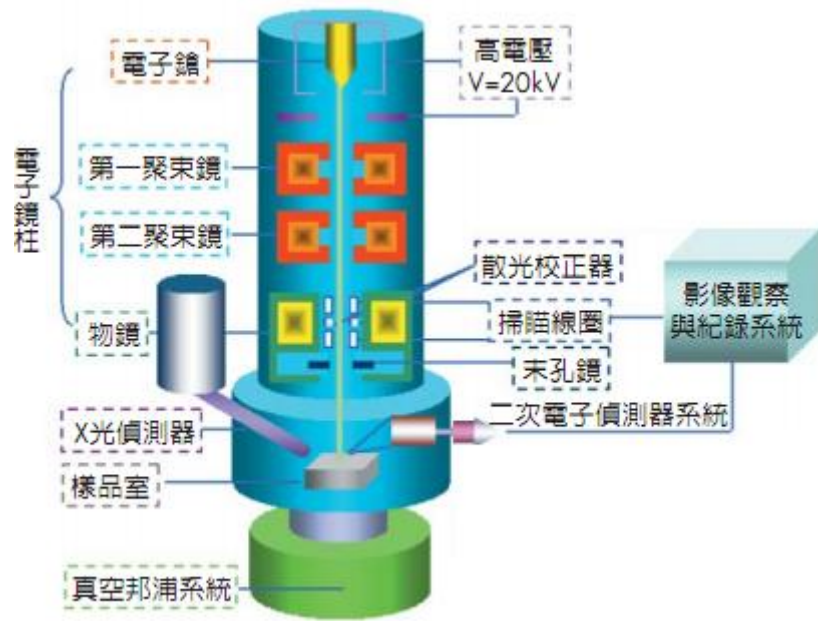 電子鎗
高電壓
V=20kV
電子鏡柱
第一聚束鏡
第二聚束鏡
散光校正器
影像觀察
與紀錄系統
物鏡
掃瞄線圈
末孔鏡
二次電子偵測器系統
X光偵測器
樣品室
真空邦浦系統